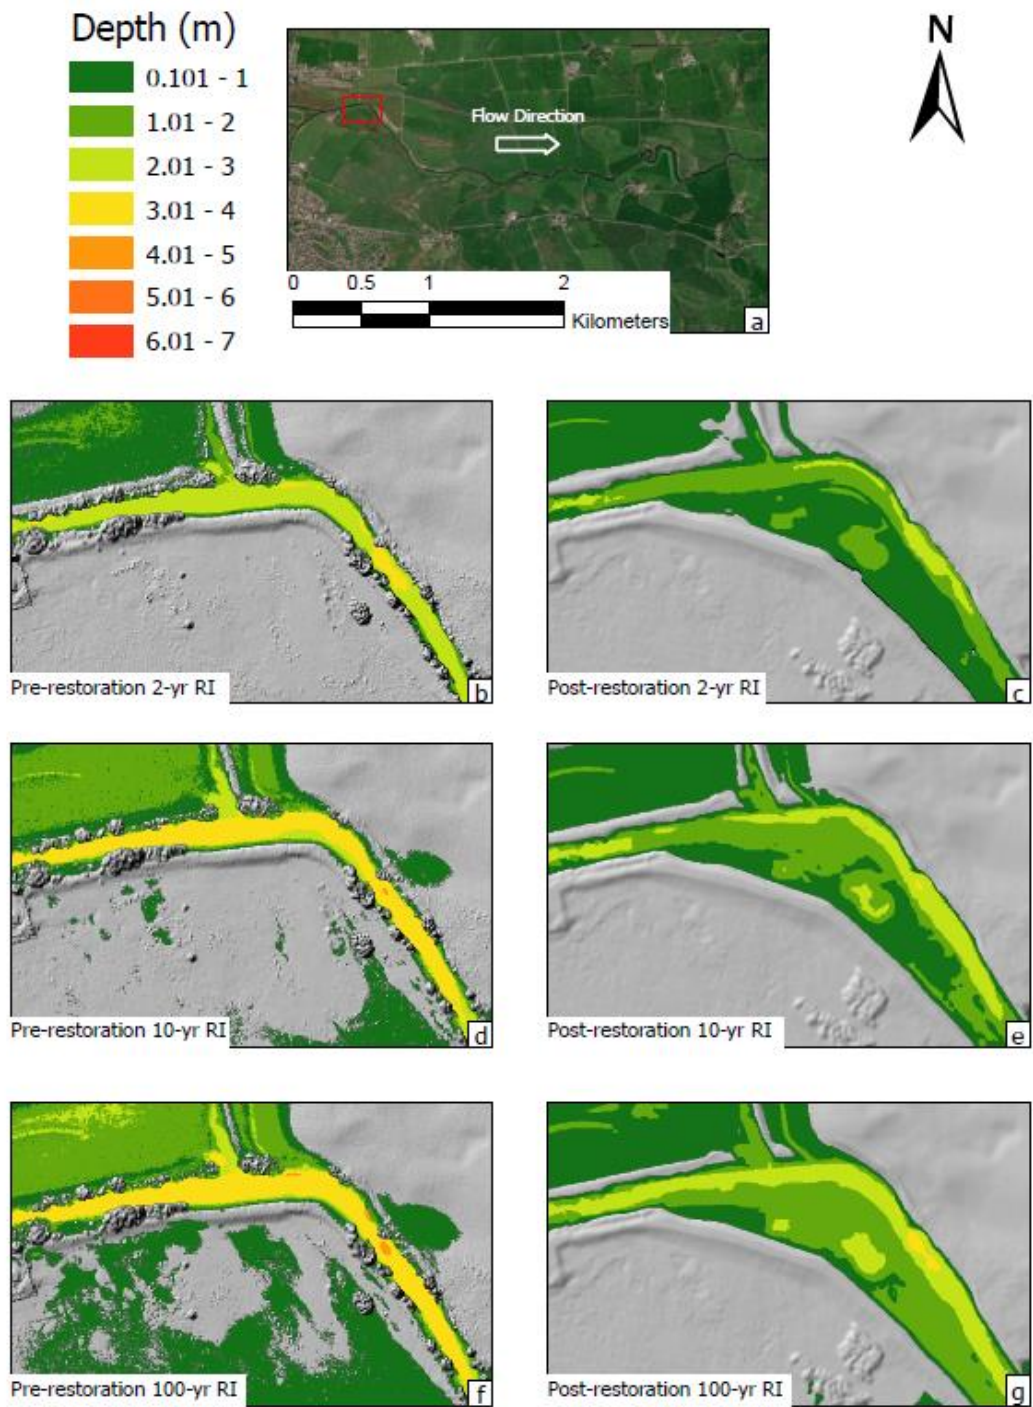 Depth (m)
0.101 - 1
1.01 - 2
2.01 - 3
3.01 - 4
4.01 - 5
5.01 - 6
6.01 - 7
Flow Direction
0 0.5 1 2
Kilometers
a
N
Pre-restoration 2-yr RI
b
Post-restoration 2-yr RI
c
Pre-restoration 10-yr RI
d
Post-restoration 10-yr RI
e
Pre-restoration 100-yr RI
f
Post-restoration 100-yr RI
g